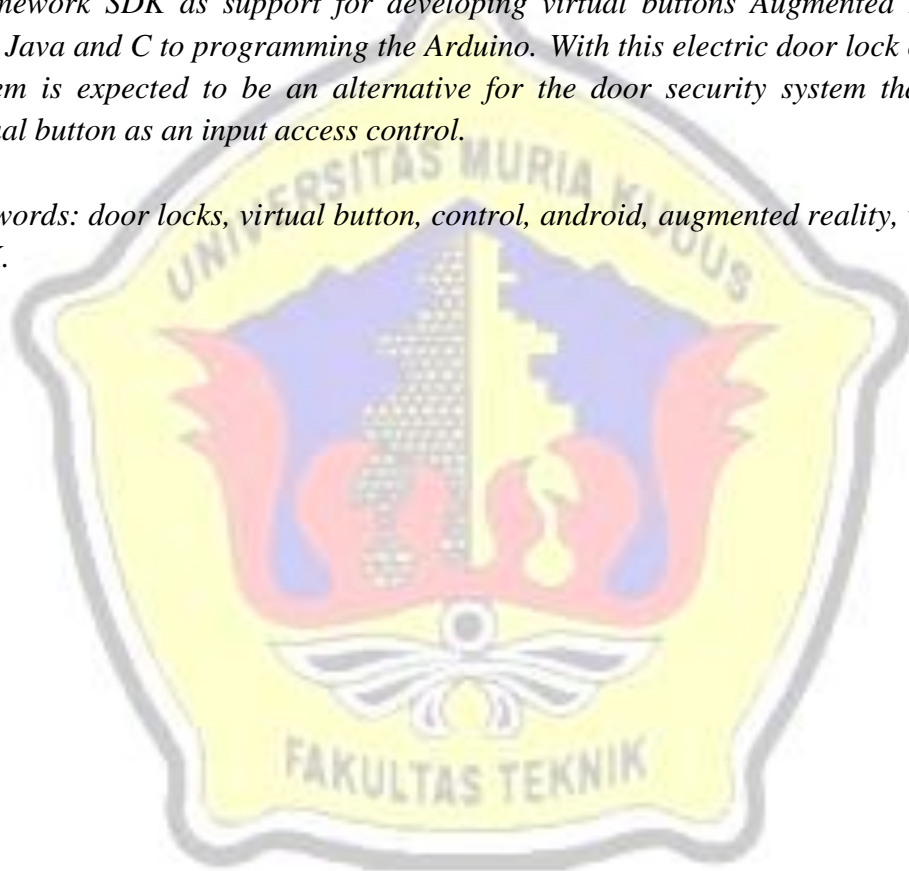 nework SDK as support for developing virtual buttons Augmented
Java and C to programming the Arduino. With this electric door lock
em is expected to be an alternative for the door security system
ual button as an input access control.
words: door locks, virtual button, control, android, augmented reality,
UNIVERSITAS MURIA KUDUS
FAKULTAS TEKNIK